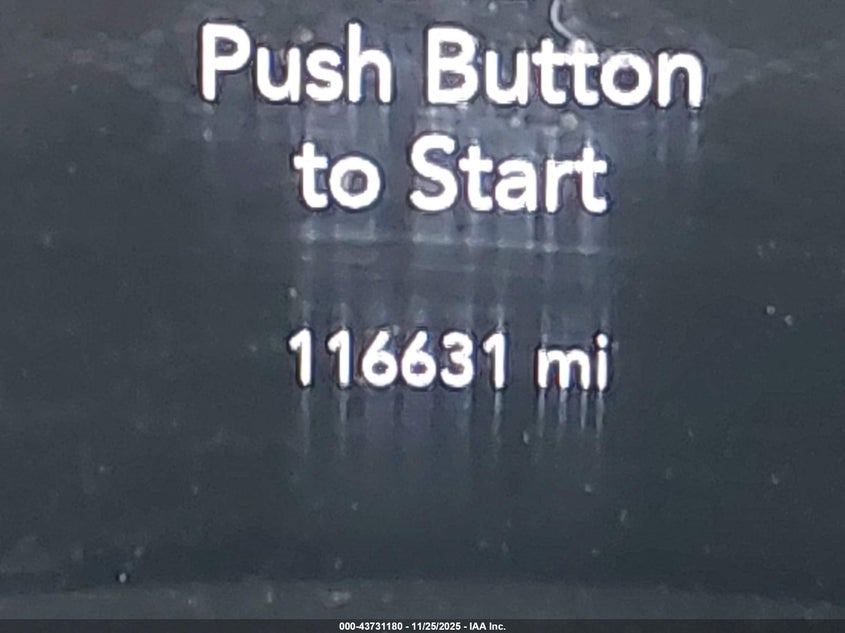 Push Button
to Start
116631 mi
000-43731180 - 11/25/2025 - IAA Inc.